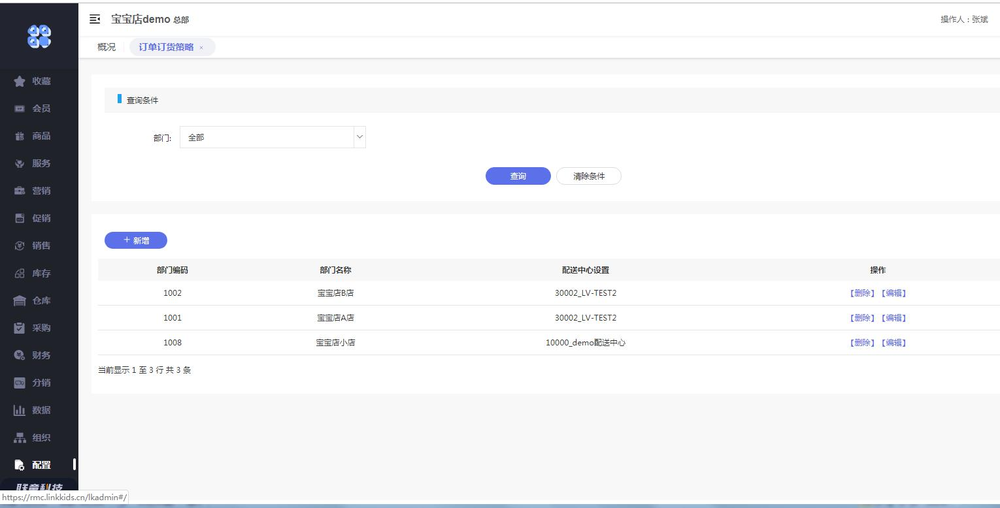 宝宝店demo 总部
操作人：张斌
概况
订单订货策略 ×
收藏
会员
商品
服务
营销
促销
销售
库存
仓库
采购
财务
分销
数据
组织
配置
联童科技
https://rmc.linkkids.cn/lkadmin#/
查询条件
部门: 全部
查询 清除条件
＋ 新增
部门编码 部门名称 配送中心设置 操作
1002 宝宝店B店 30002_LV-TEST2 【删除】【编辑】
1001 宝宝店A店 30002_LV-TEST2 【删除】【编辑】
1008 宝宝店小店 10000_demo配送中心 【删除】【编辑】
当前显示 1 至 3 行 共 3 条